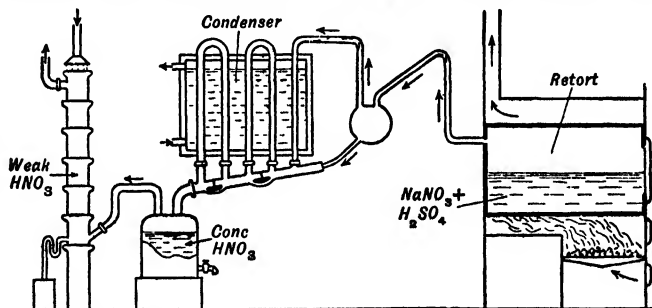 Condenser
Retort
Weak
HNO₃
NaNO₃+
H₂SO₄
Conc
HNO₃